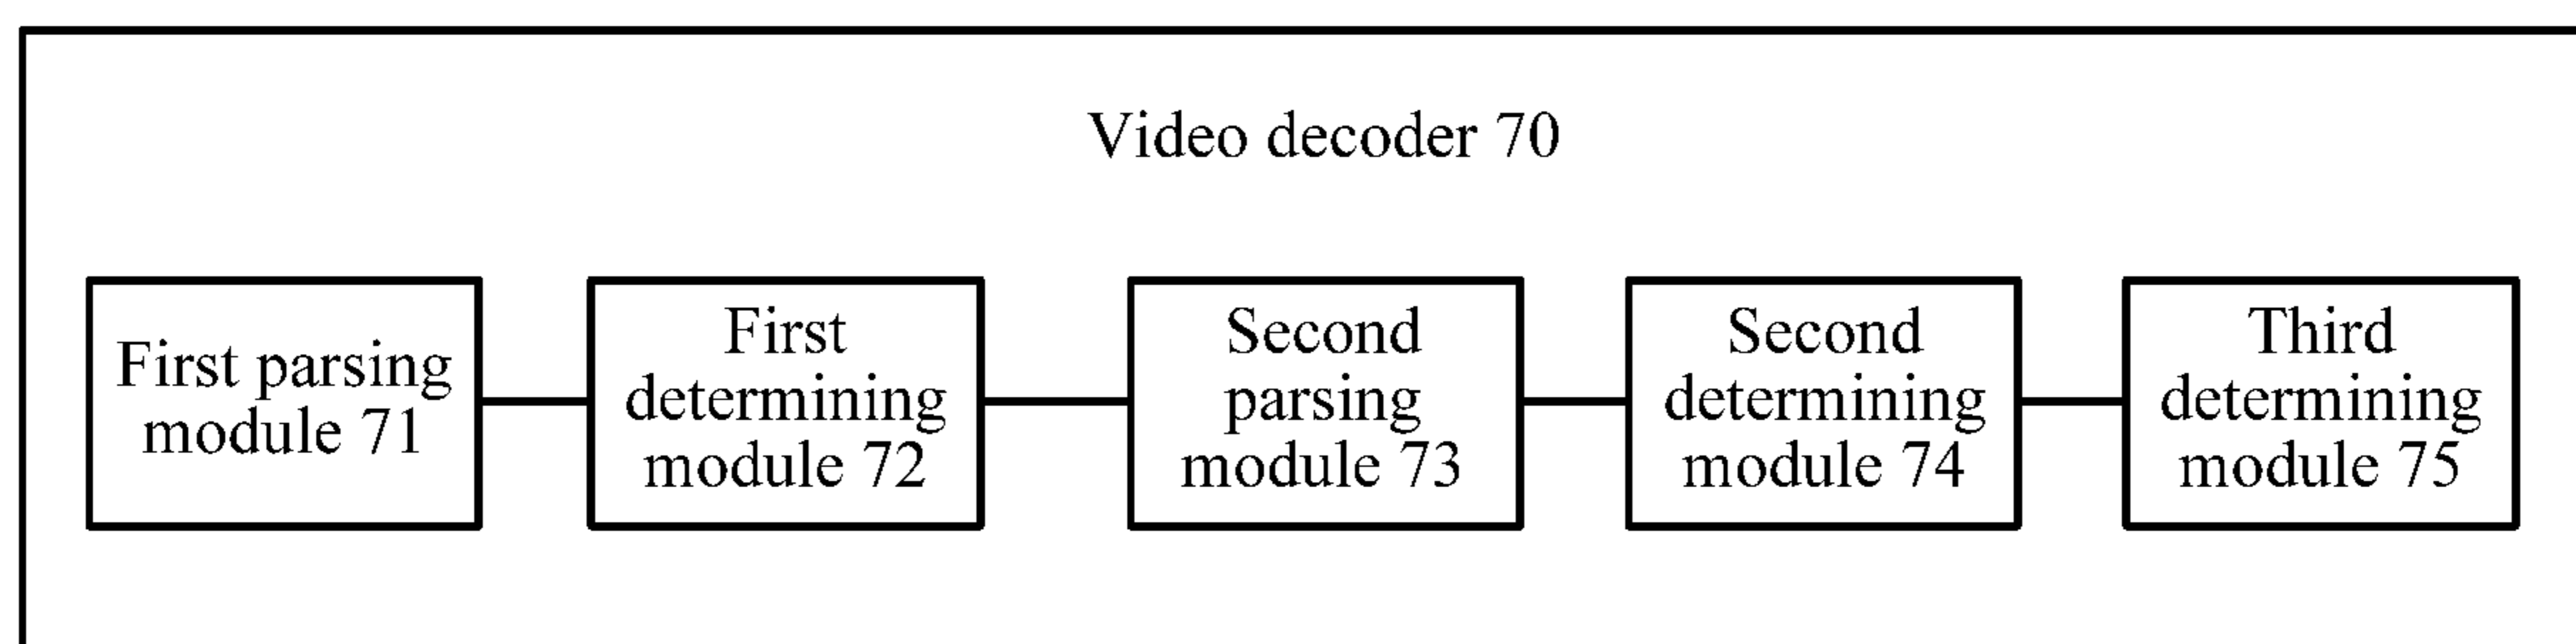 Video decoder 70
First parsing
module 71
First
determining
module 72
Second
parsing
module 73
Second
determining
module 74
Third
determining
module 75